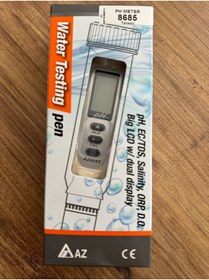 PH METER
8685
Water Testing
pen
pH, EC/TDS, Salinity, ORP, D.O.
Big LCD w/ dual display
AZ
CE